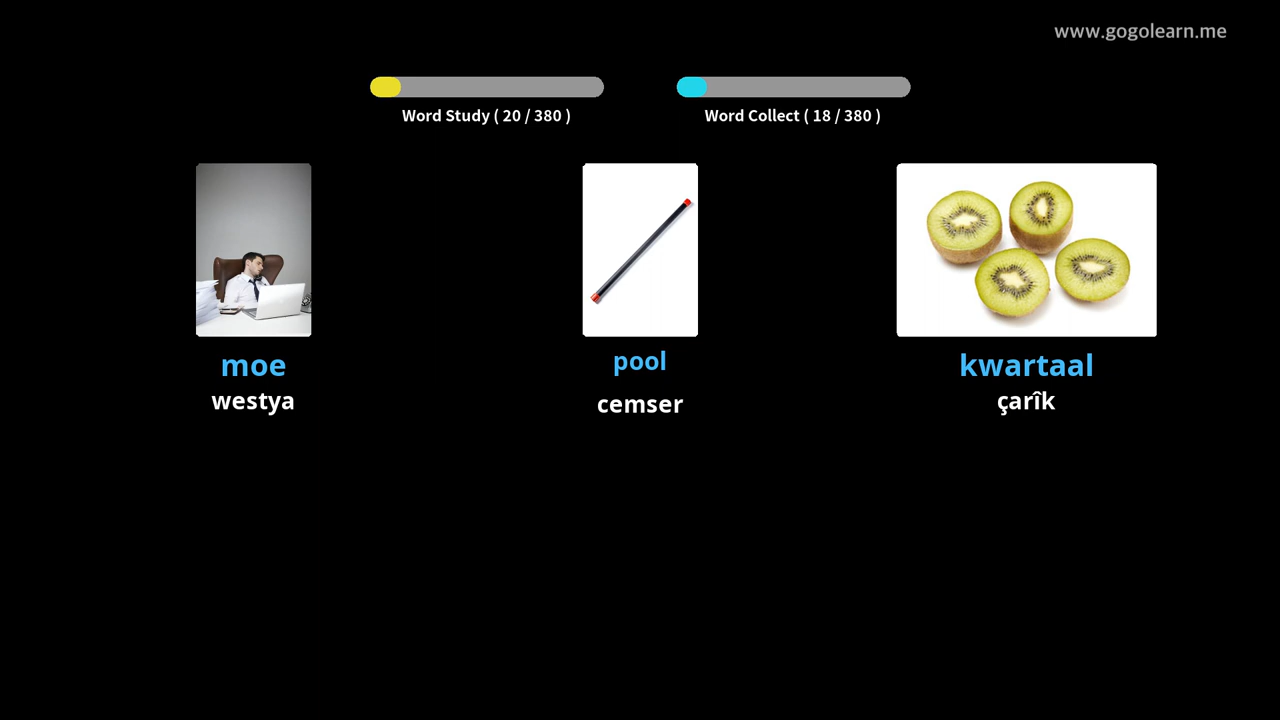 www.gogolearn.me
Word Study ( 20 / 380 )
Word Collect ( 18 / 380 )
moe
westya
pool
cemser
kwartaal
çarîk